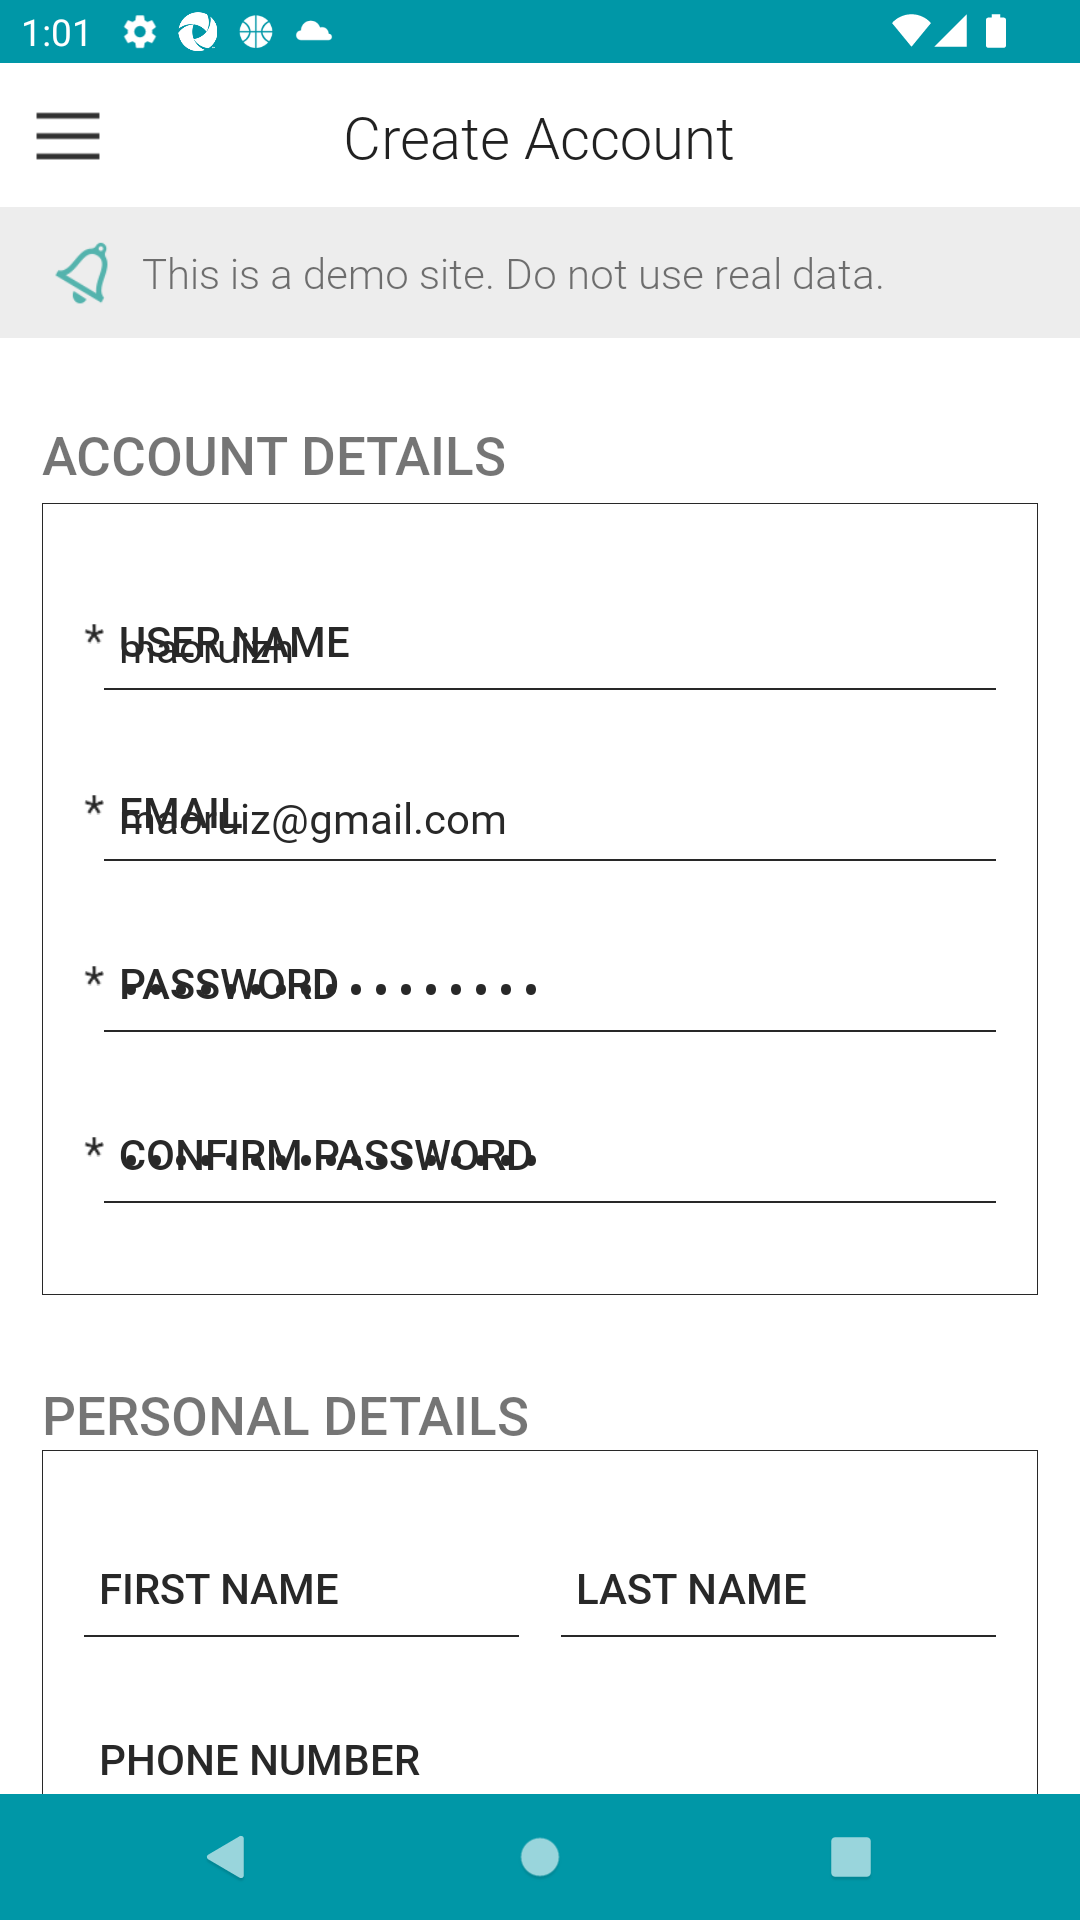 1:01
Create Account
This is a demo site. Do not use real data.
ACCOUNT DETAILS
* USER NAME
maoruizh
* EMAIL
maoruiz@gmail.com
* PASSWORD
•••••••••••••••••
* CONFIRM PASSWORD
•••••••••••••••••
PERSONAL DETAILS
FIRST NAME
LAST NAME
PHONE NUMBER